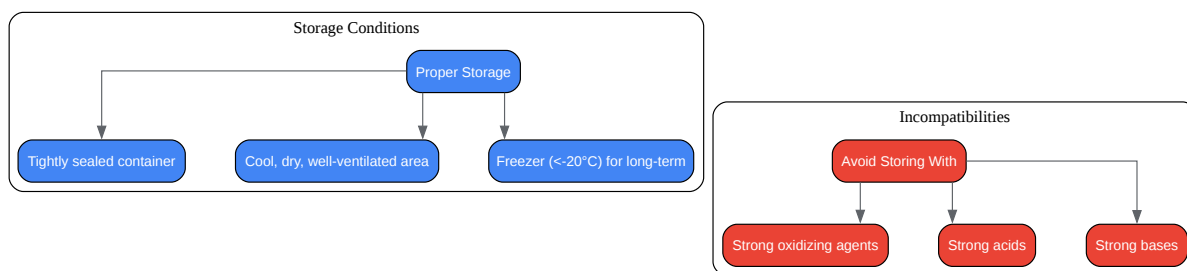 Storage Conditions
Proper Storage
Tightly sealed container
Cool, dry, well-ventilated area
Freezer (<-20°C) for long-term
Incompatibilities
Avoid Storing With
Strong oxidizing agents
Strong acids
Strong bases